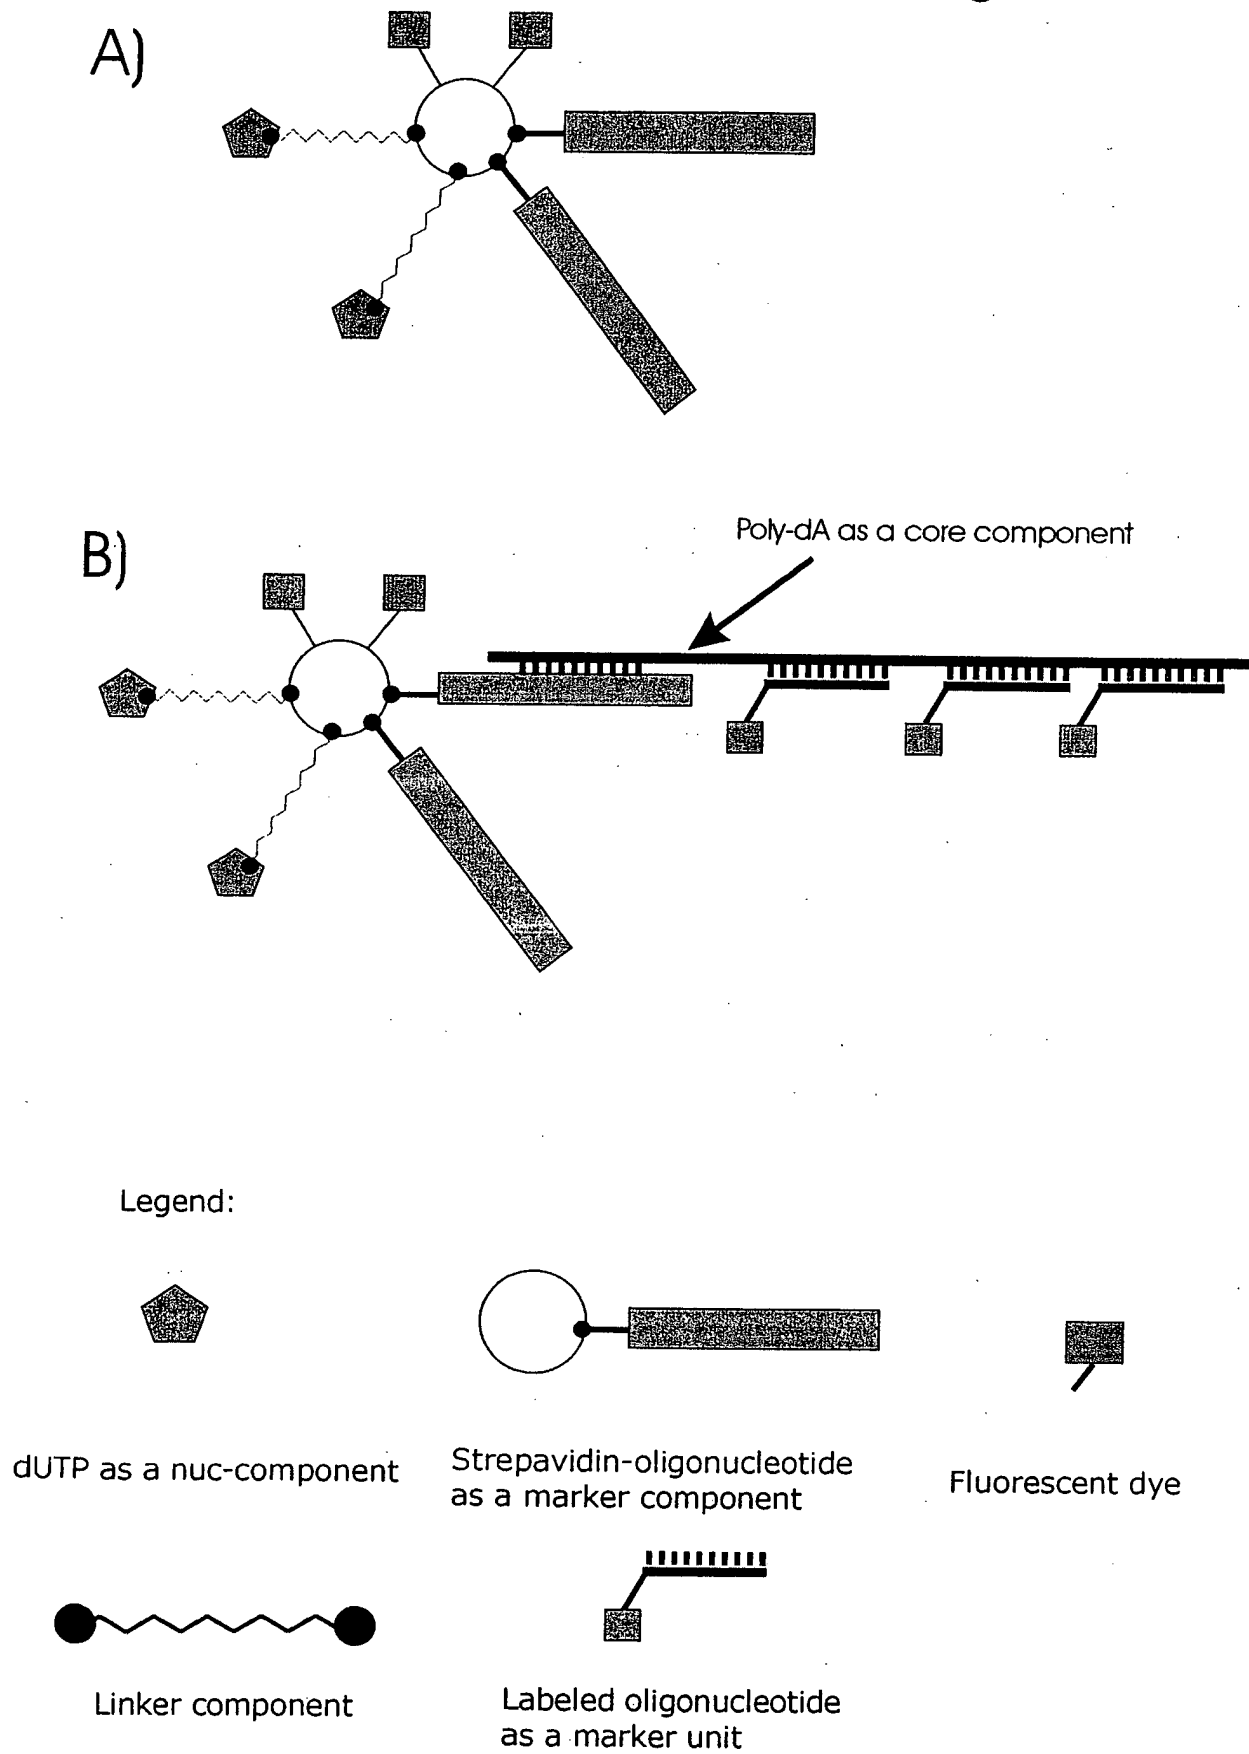 A)
Poly-dA as a core component
B)
Legend:
dUTP as a nuc-component
Strepavidin-oligonucleotide
as a marker component
Fluorescent dye
Linker component
Labeled oligonucleotide
as a marker unit